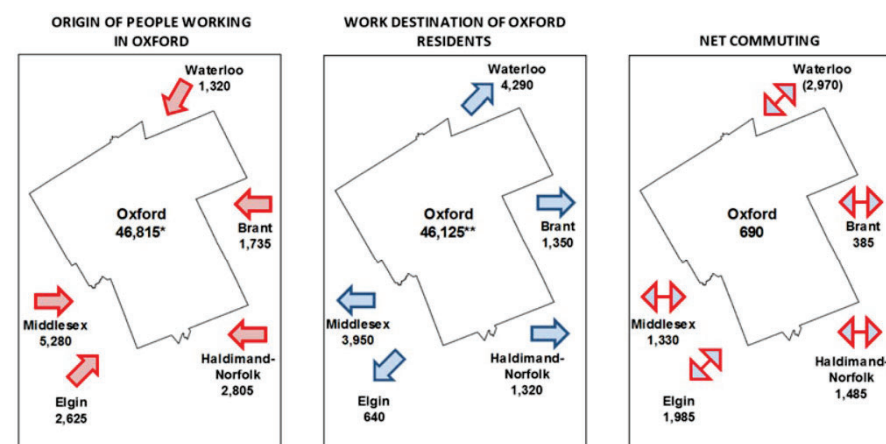 ORIGIN OF PEOPLE WORKING
IN OXFORD
Waterloo
1,320
Oxford
46,815*
Brant
1,735
Middlesex
5,280
Haldimand-
Norfolk
2,805
Elgin
2,625
WORK DESTINATION OF OXFORD
RESIDENTS
Waterloo
4,290
Oxford
46,125**
Brant
1,350
Middlesex
3,950
Haldimand-
Norfolk
1,320
Elgin
640
NET COMMUTING
Waterloo
(2,970)
Oxford
690
Brant
385
Middlesex
1,330
Haldimand-
Norfolk
1,485
Elgin
1,985